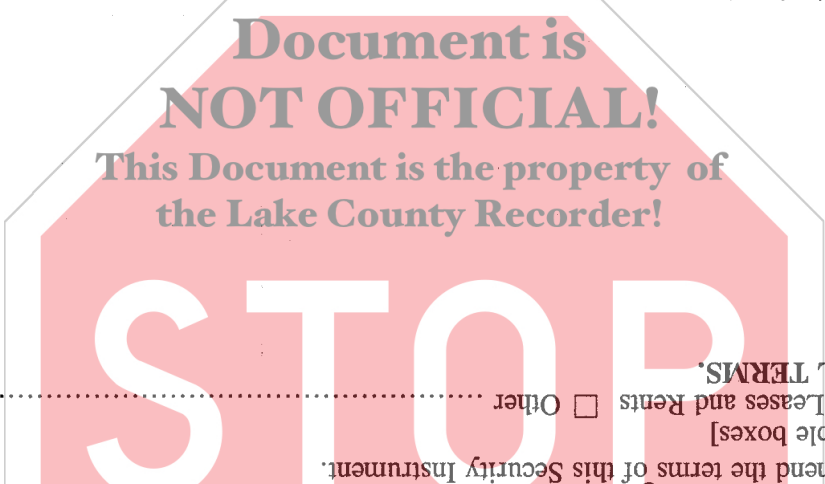 Document is
NOT OFFICIAL!
This Document is the property of
the Lake County Recorder!
STOP
TERMS.
Leases and Rents ☐ Other ........................................
boxes]
the terms of this Security Instrument.